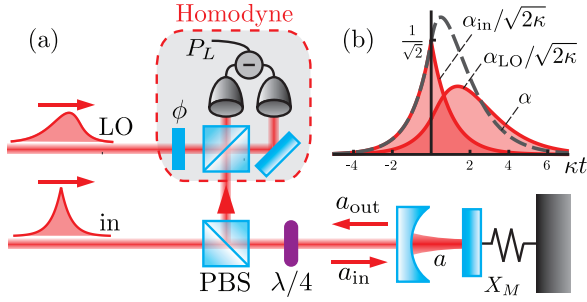 (a)
Homodyne
P_L
−
ϕ
LO
in
PBS
λ/4
a_out
a_in
a
X_M
(b)
1/√2
α_in/√2κ
α_LO/√2κ
α
-4 -2 2 4 6 κt